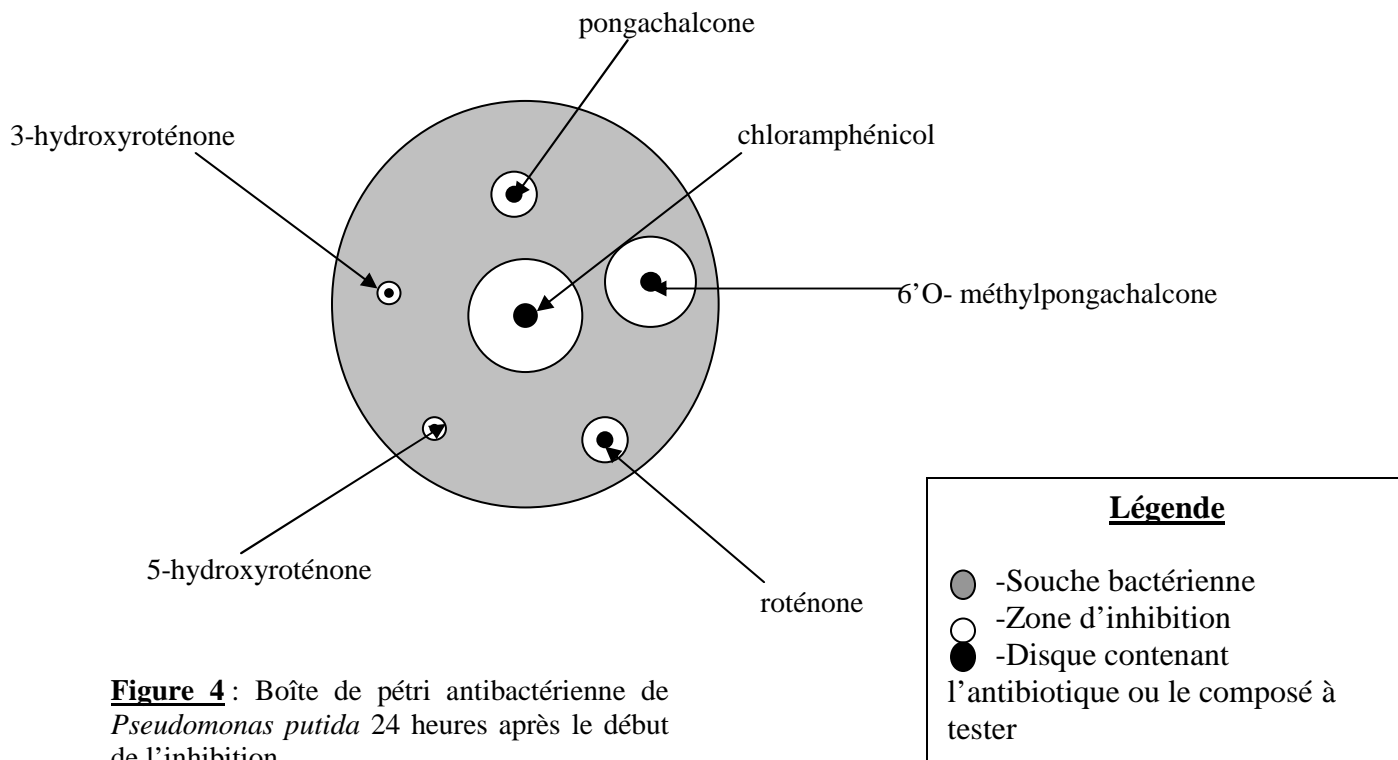 pongachalcone
3-hydroxyroténone
chloramphénicol
6’O- méthylpongachalcone
5-hydroxyroténone
roténone
Légende
-Souche bactérienne
-Zone d’inhibition
-Disque contenant
l’antibiotique ou le composé à
tester
Figure 4 : Boîte de pétri antibactérienne de
Pseudomonas putida 24 heures après le début
de l’inhibition